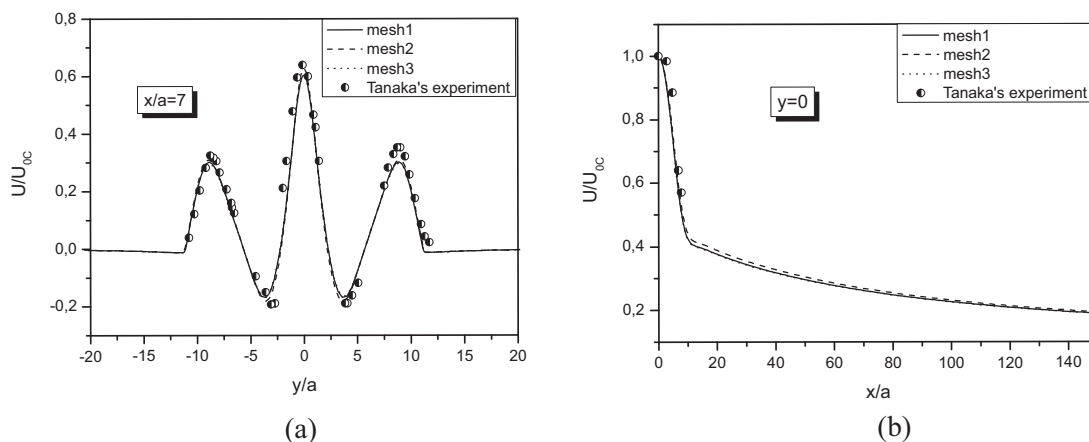 0,8
0,6
0,4
0,2
0,0
-0,2
U/U0C
mesh1
mesh2
mesh3
Tanaka's experiment
x/a=7
-20 -15 -10 -5 0 5 10 15 20
y/a
(a)
1,0
0,8
0,6
0,4
0,2
U/U0C
mesh1
mesh2
mesh3
Tanaka's experiment
y=0
0 20 40 60 80 100 120 140
x/a
(b)